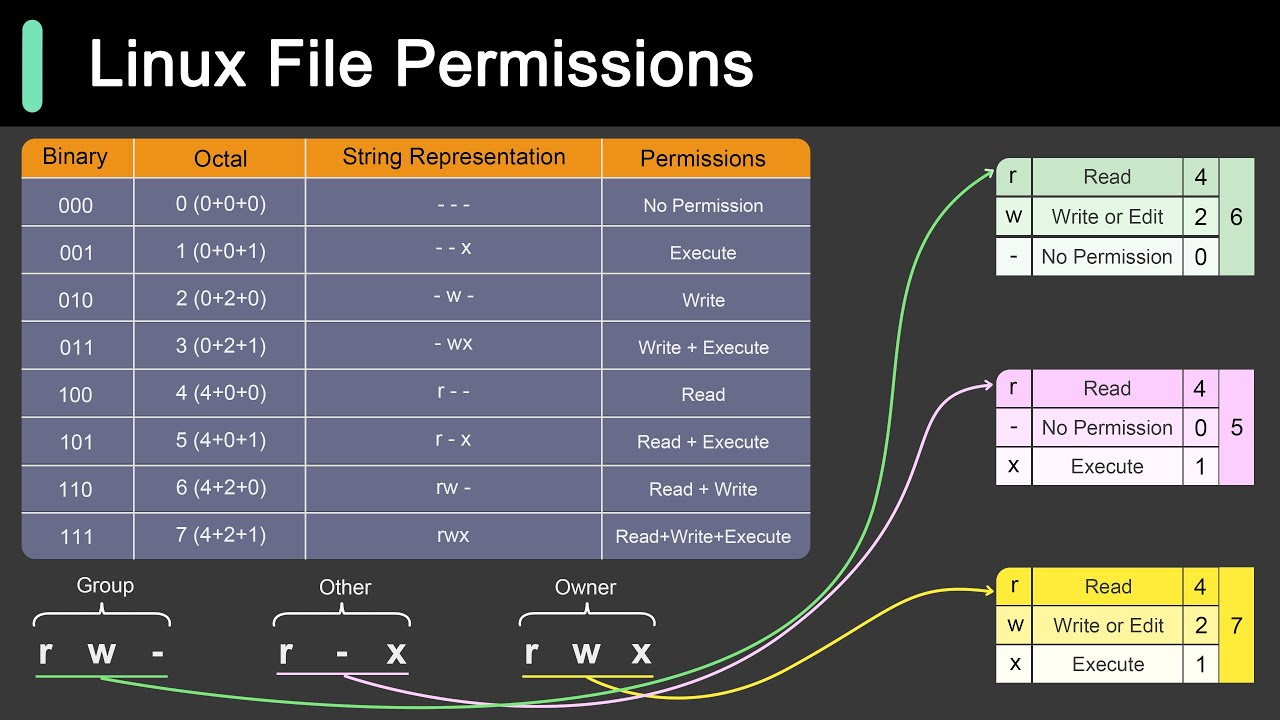 Linux File Permissions
Binary Octal String Representation Permissions
000 0 (0+0+0) - - - No Permission
001 1 (0+0+1) - - x Execute
010 2 (0+2+0) - w - Write
011 3 (0+2+1) - wx Write + Execute
100 4 (4+0+0) r - - Read
101 5 (4+0+1) r - x Read + Execute
110 6 (4+2+0) rw - Read + Write
111 7 (4+2+1) rwx Read+Write+Execute
Group Other Owner
r w - r - x r w x
r Read 4
w Write or Edit 2 6
- No Permission 0
r Read 4
- No Permission 0 5
x Execute 1
r Read 4
w Write or Edit 2 7
x Execute 1